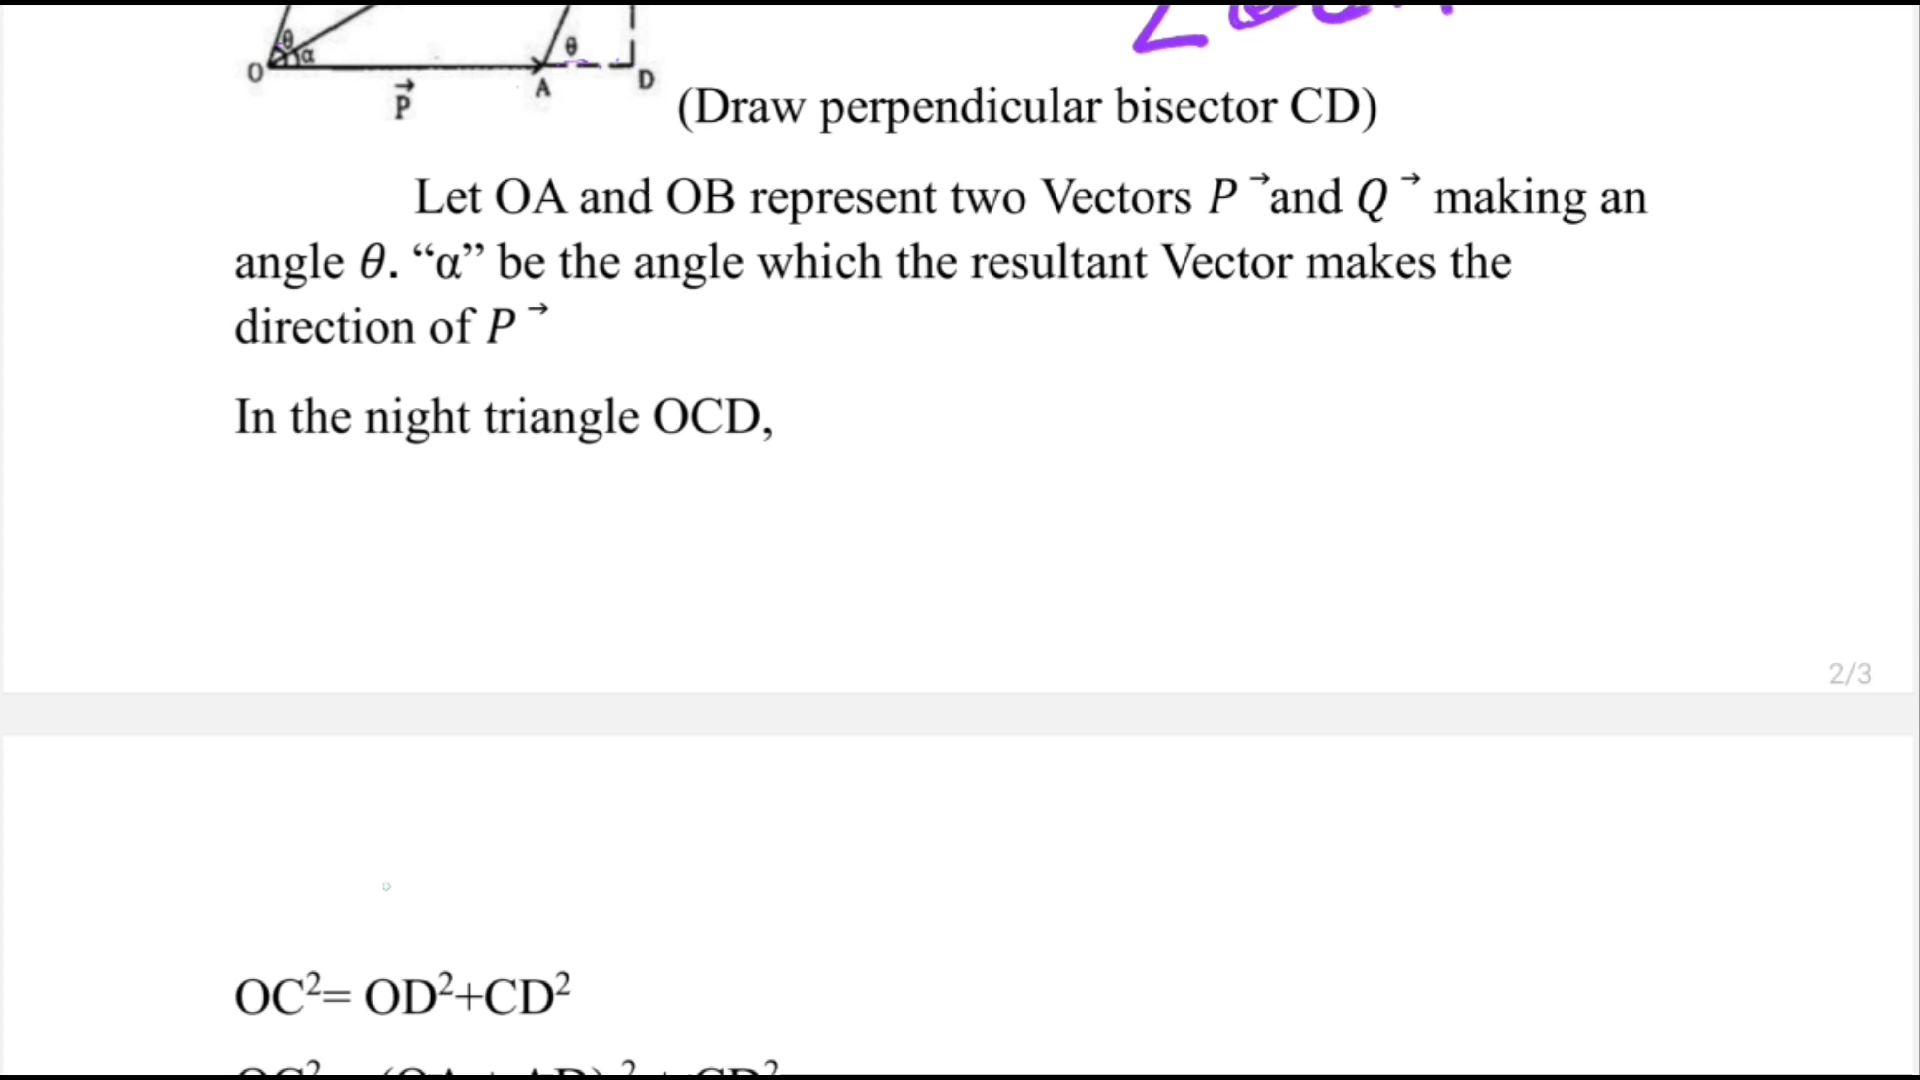 θ
α
θ
O
A
D
P→
(Draw perpendicular bisector CD)
Let OA and OB represent two Vectors P→and Q→ making an
angle θ. “α” be the angle which the resultant Vector makes the
direction of P→
In the night triangle OCD,
2/3
OC²= OD²+CD²